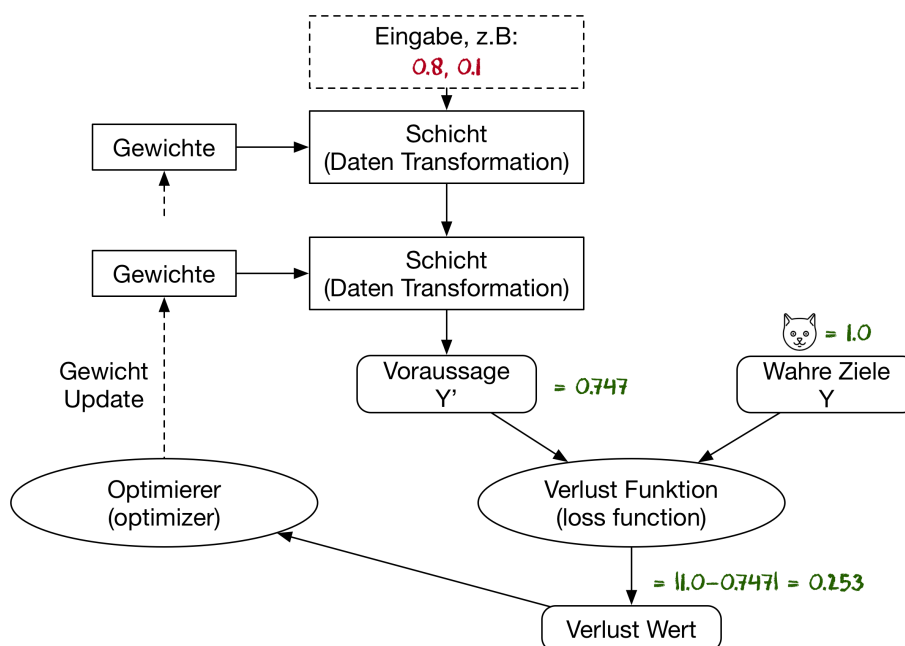 Eingabe, z.B:
0.8, 0.1
Gewichte
Schicht
(Daten Transformation)
Gewichte
Schicht
(Daten Transformation)
Gewicht
Update
Voraussage
Y'
= 0.747
= 1.0
Wahre Ziele
Y
Optimierer
(optimizer)
Verlust Funktion
(loss function)
= |1.0-0.747| = 0.253
Verlust Wert